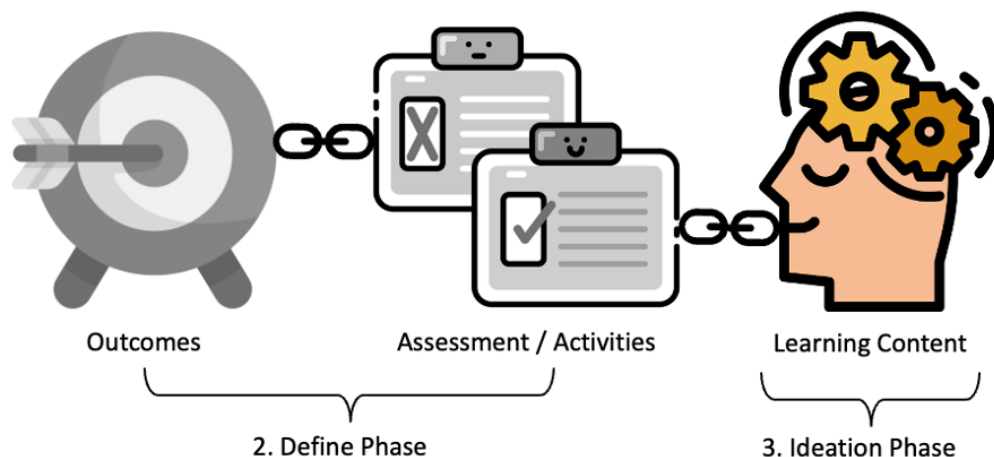 Outcomes
Assessment / Activities
Learning Content
2. Define Phase
3. Ideation Phase